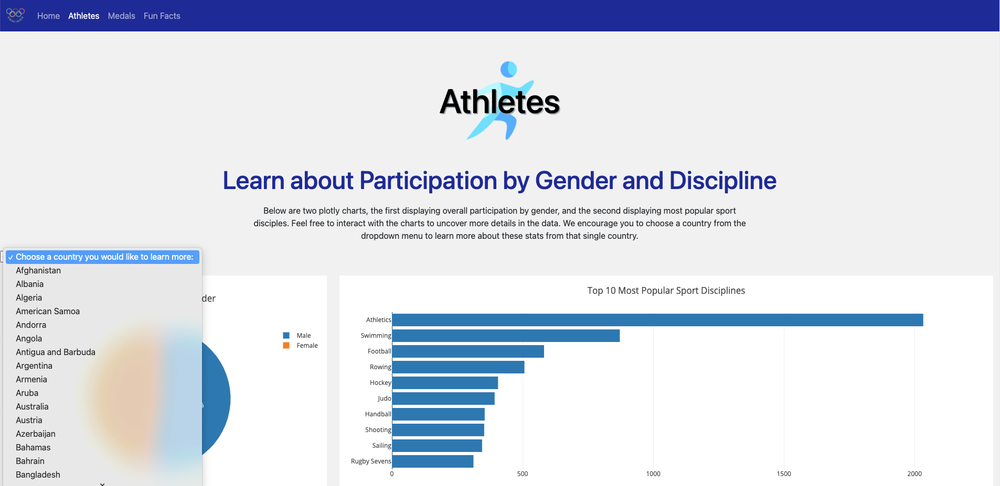 Home Athletes Medals Fun Facts
Athletes
Learn about Participation by Gender and Discipline
Below are two plotly charts, the first displaying overall participation by gender, and the second displaying most popular sport
disciples. Feel free to interact with the charts to uncover more details in the data. We encourage you to choose a country from the
dropdown menu to learn more about these stats from that single country.
✓ Choose a country you would like to learn more:
Afghanistan
Albania
Algeria
American Samoa
Andorra
Angola
Antigua and Barbuda
Argentina
Armenia
Aruba
Australia
Austria
Azerbaijan
Bahamas
Bahrain
Bangladesh
der
Male
Female
%
Top 10 Most Popular Sport Disciplines
Athletics
Swimming
Football
Rowing
Hockey
Judo
Handball
Shooting
Sailing
Rugby Sevens
0 500 1000 1500 2000